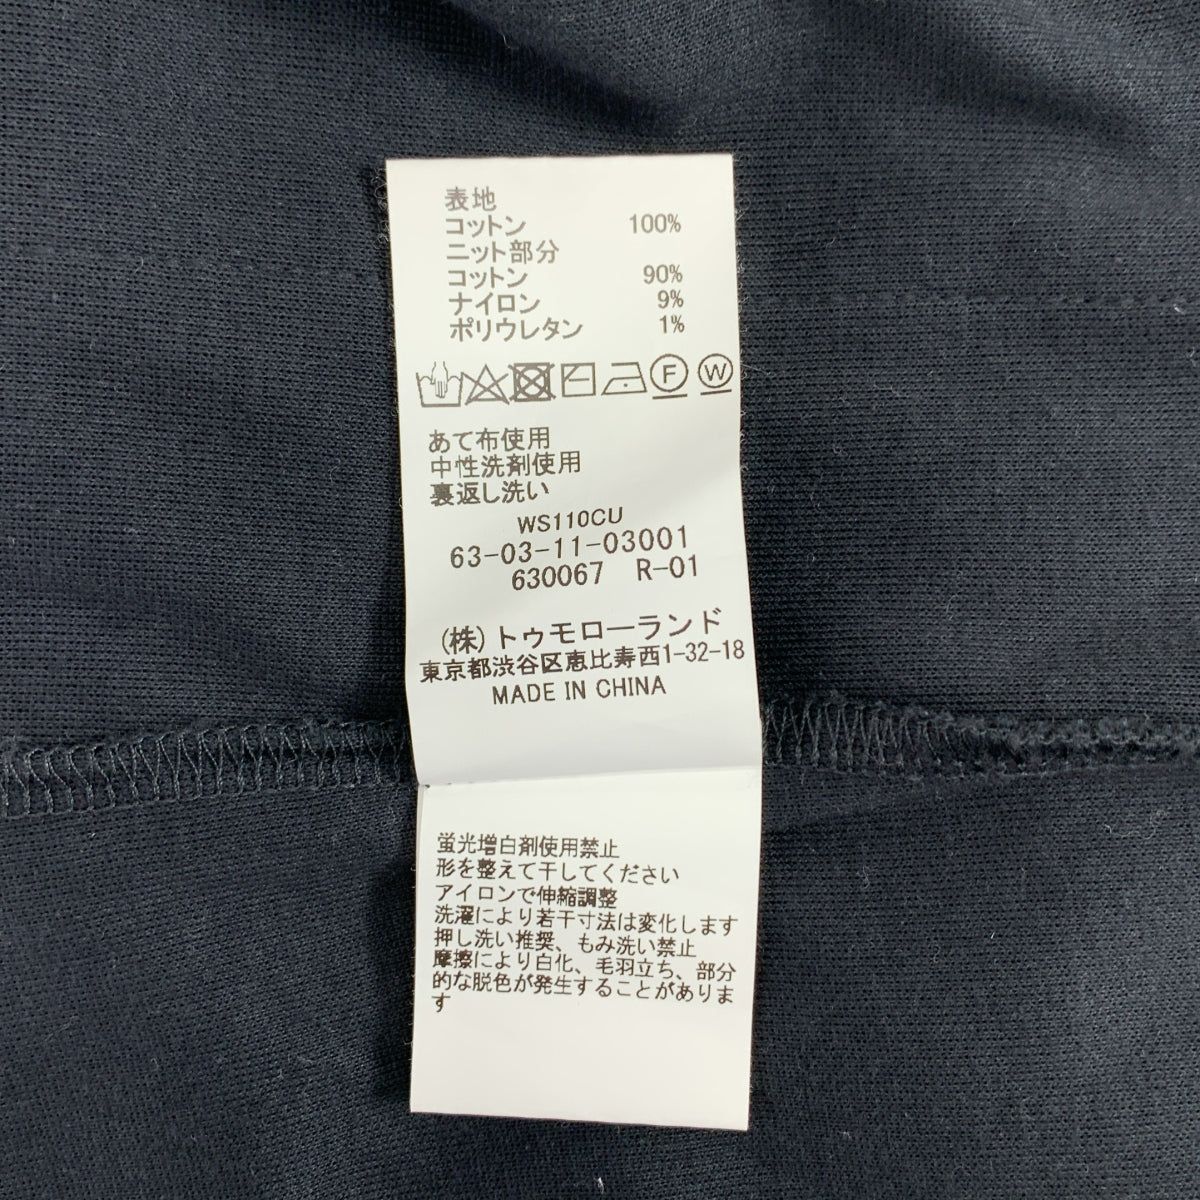 表地
コットン 100%
ニット部分
コットン 90%
ナイロン 9%
ポリウレタン 1%
F W
あて布使用
中性洗剤使用
裏返し洗い
WS110CU
63-03-11-03001
630067 R-01
(株)トゥモローランド
東京都渋谷区恵比寿西1-32-18
MADE IN CHINA
蛍光増白剤使用禁止
形を整えて干してください
アイロンで伸縮調整
洗濯により若干寸法は変化します
押し洗い推奨、もみ洗い禁止
摩擦により白化、毛羽立ち、部分
的な脱色が発生することがありま
す